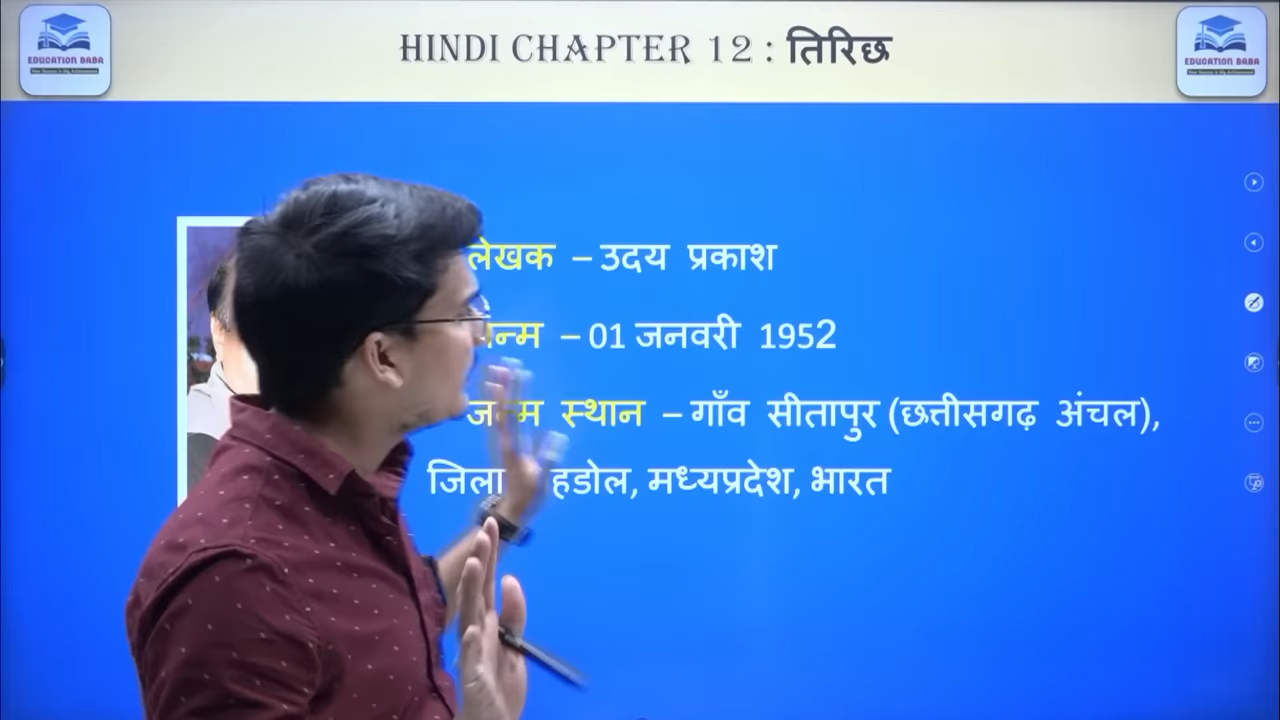 EDUCATION BABA
HINDI CHAPTER 12 : तिरिछ
EDUCATION BABA
लेखक – उदय प्रकाश
– 01 जनवरी 1952
स्थान – गाँव सीतापुर (छत्तीसगढ़ अंचल),
जिला मध्यप्रदेश, भारत